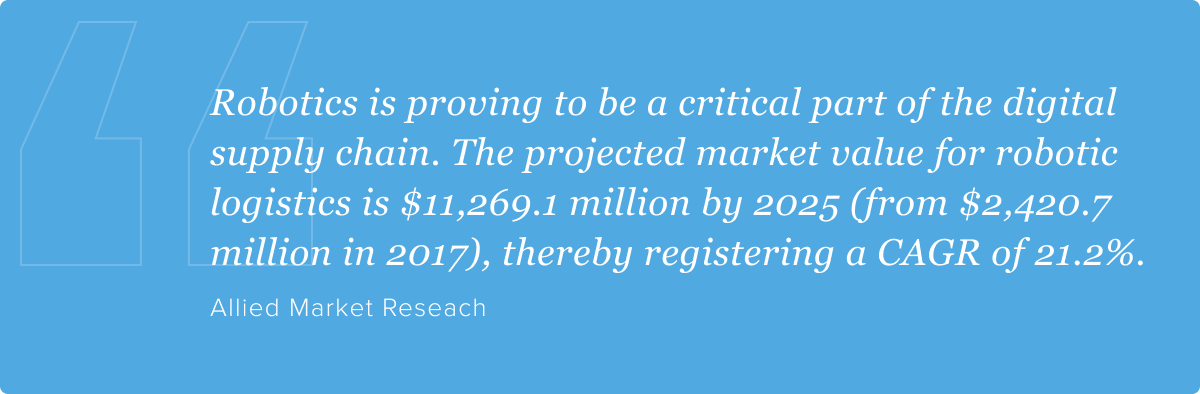 Robotics is proving to be a critical part of the digital
supply chain. The projected market value for robotic
logistics is $11,269.1 million by 2025 (from $2,420.7
million in 2017), thereby registering a CAGR of 21.2%.
Allied Market Reseach